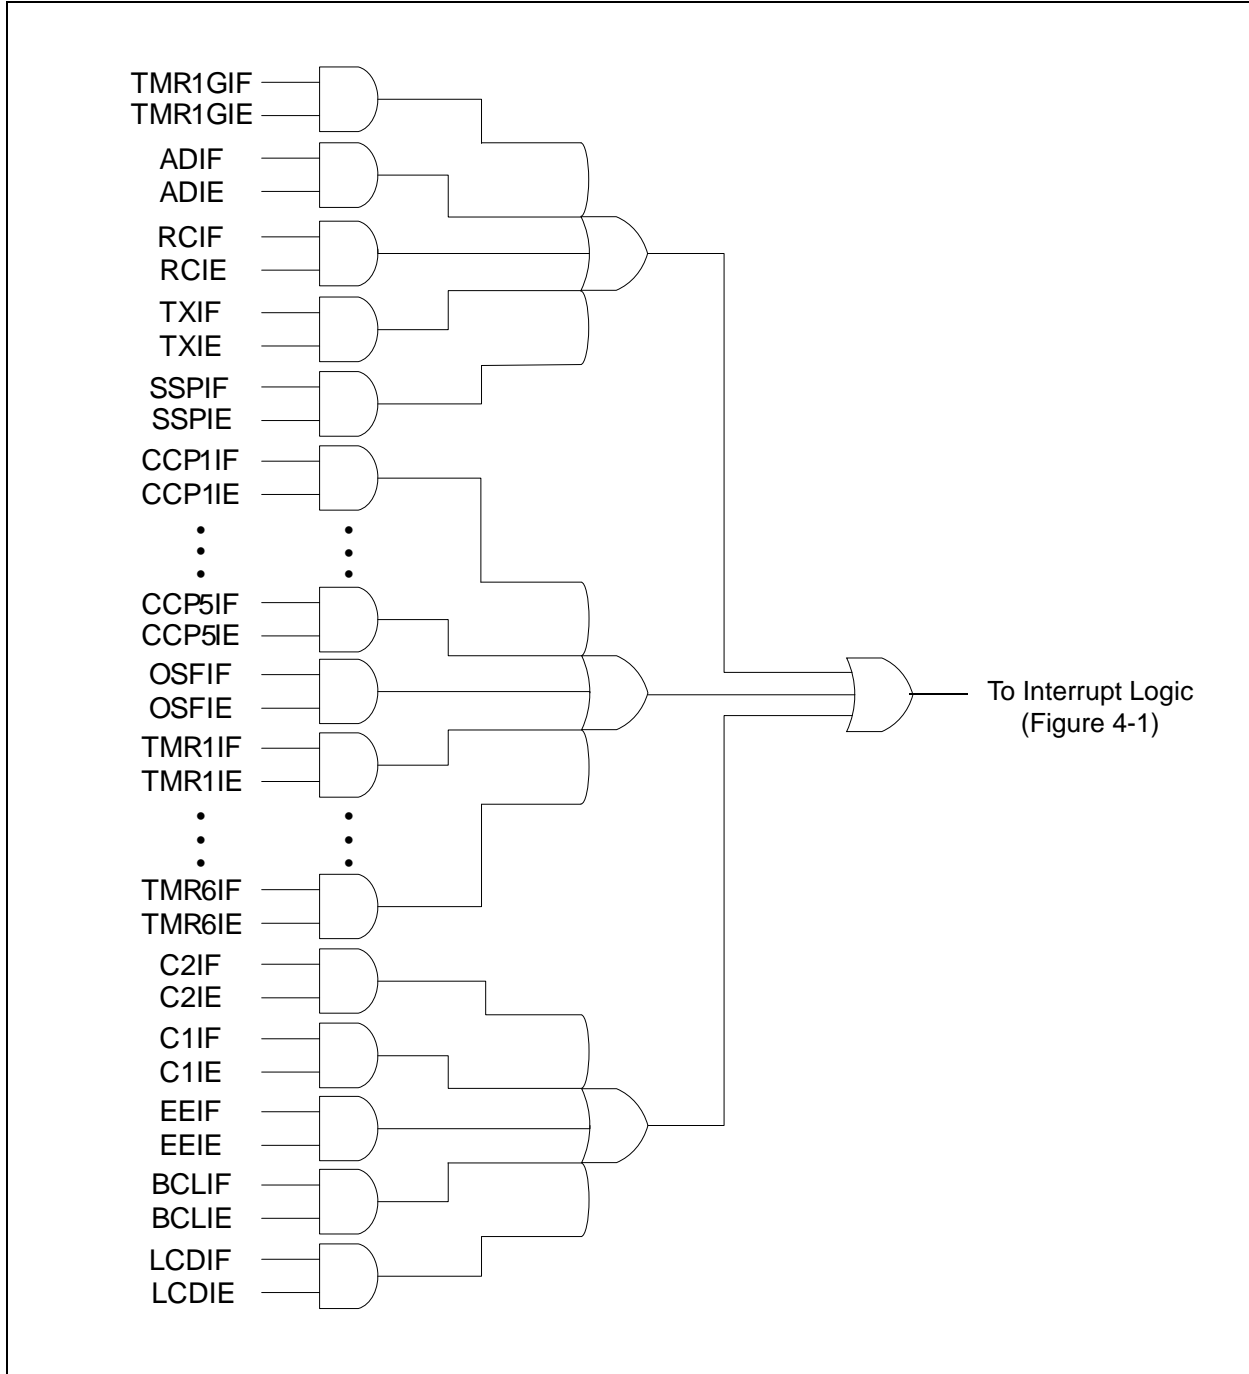 TMR1GIF
TMR1GIE
ADIF
ADIE
RCIF
RCIE
TXIF
TXIE
SSPIF
SSPIE
CCP1IF
CCP1IE
CCP5IF
CCP5IE
OSFIF
OSFIE
TMR1IF
TMR1IE
TMR6IF
TMR6IE
C2IF
C2IE
C1IF
C1IE
EEIF
EEIE
BCLIF
BCLIE
LCDIF
LCDIE
To Interrupt Logic
(Figure 4-1)